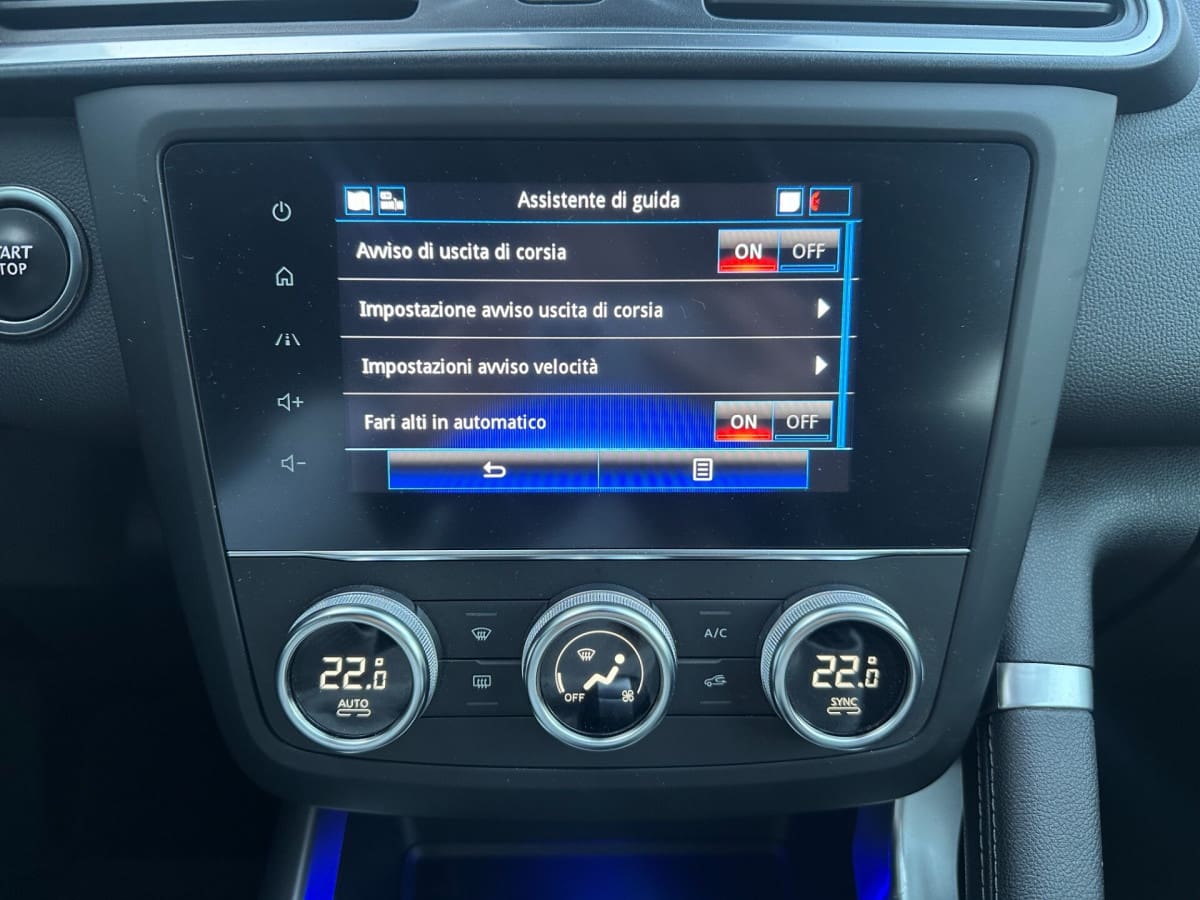 Assistente di guida
Avviso di uscita di corsia ON OFF
Impostazione avviso uscita di corsia
Impostazioni avviso velocità
Fari alti in automatico ON OFF
ART
TOP
22.0
AUTO
OFF
A/C
22.0
SYNC